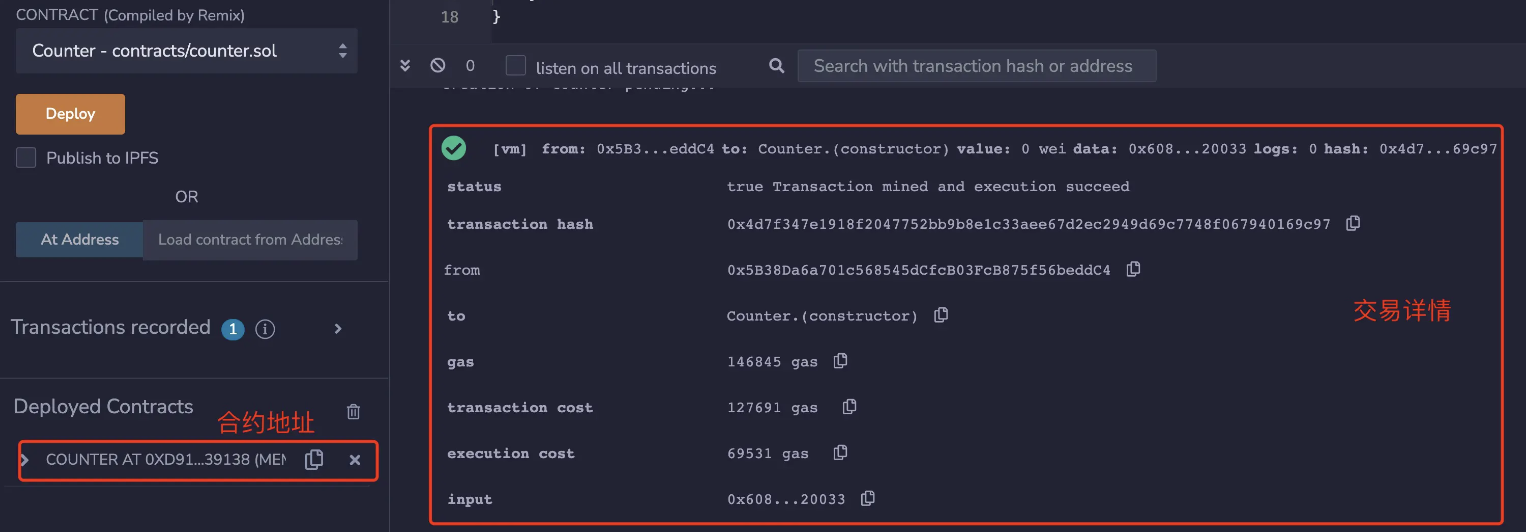 CONTRACT (Compiled by Remix)
Counter - contracts/counter.sol
Deploy
Publish to IPFS
OR
At Address Load contract from Addres
Transactions recorded 1 i
Deployed Contracts
合约地址
COUNTER AT 0XD91...39138 (MEM
18 }
0 listen on all transactions Search with transaction hash or address
creation of Counter pending...
[vm] from: 0x5B3...eddC4 to: Counter.(constructor) value: 0 wei data: 0x608...20033 logs: 0 hash: 0x4d7...69c97
status true Transaction mined and execution succeed
transaction hash 0x4d7f347e1918f2047752bb9b8e1c33aee67d2ec2949d69c7748f067940169c97
from 0x5B38Da6a701c568545dCfcB03FcB875f56beddC4
to Counter.(constructor)
交易详情
gas 146845 gas
transaction cost 127691 gas
execution cost 69531 gas
input 0x608...20033